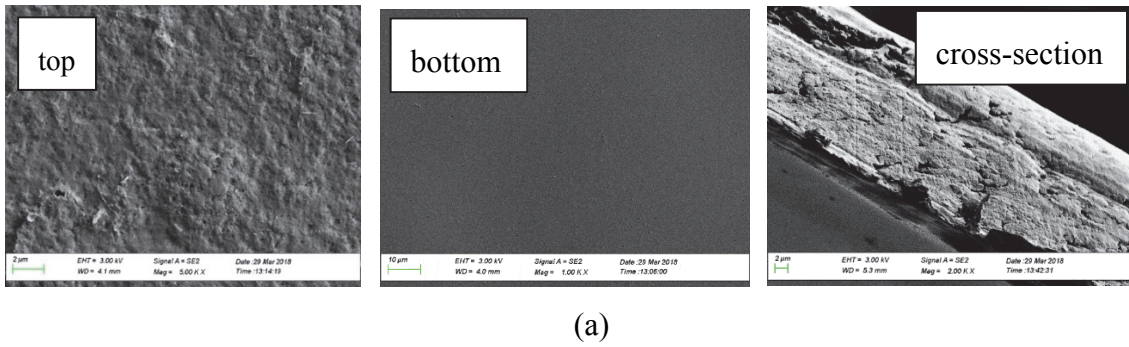 top
2 µm
EHT = 3.00 kV
Signal A = SE2
Date :29 Mar 2018
WD = 4.1 mm
Mag = 5.00 K X
Time :13:14:19
bottom
10 µm
EHT = 3.00 kV
Signal A = SE2
Date :29 Mar 2018
WD = 4.0 mm
Mag = 1.00 K X
Time :13:06:00
cross-section
2 µm
EHT = 3.00 kV
Signal A = SE2
Date :29 Mar 2018
WD = 5.3 mm
Mag = 2.00 K X
Time :13:42:31
(a)